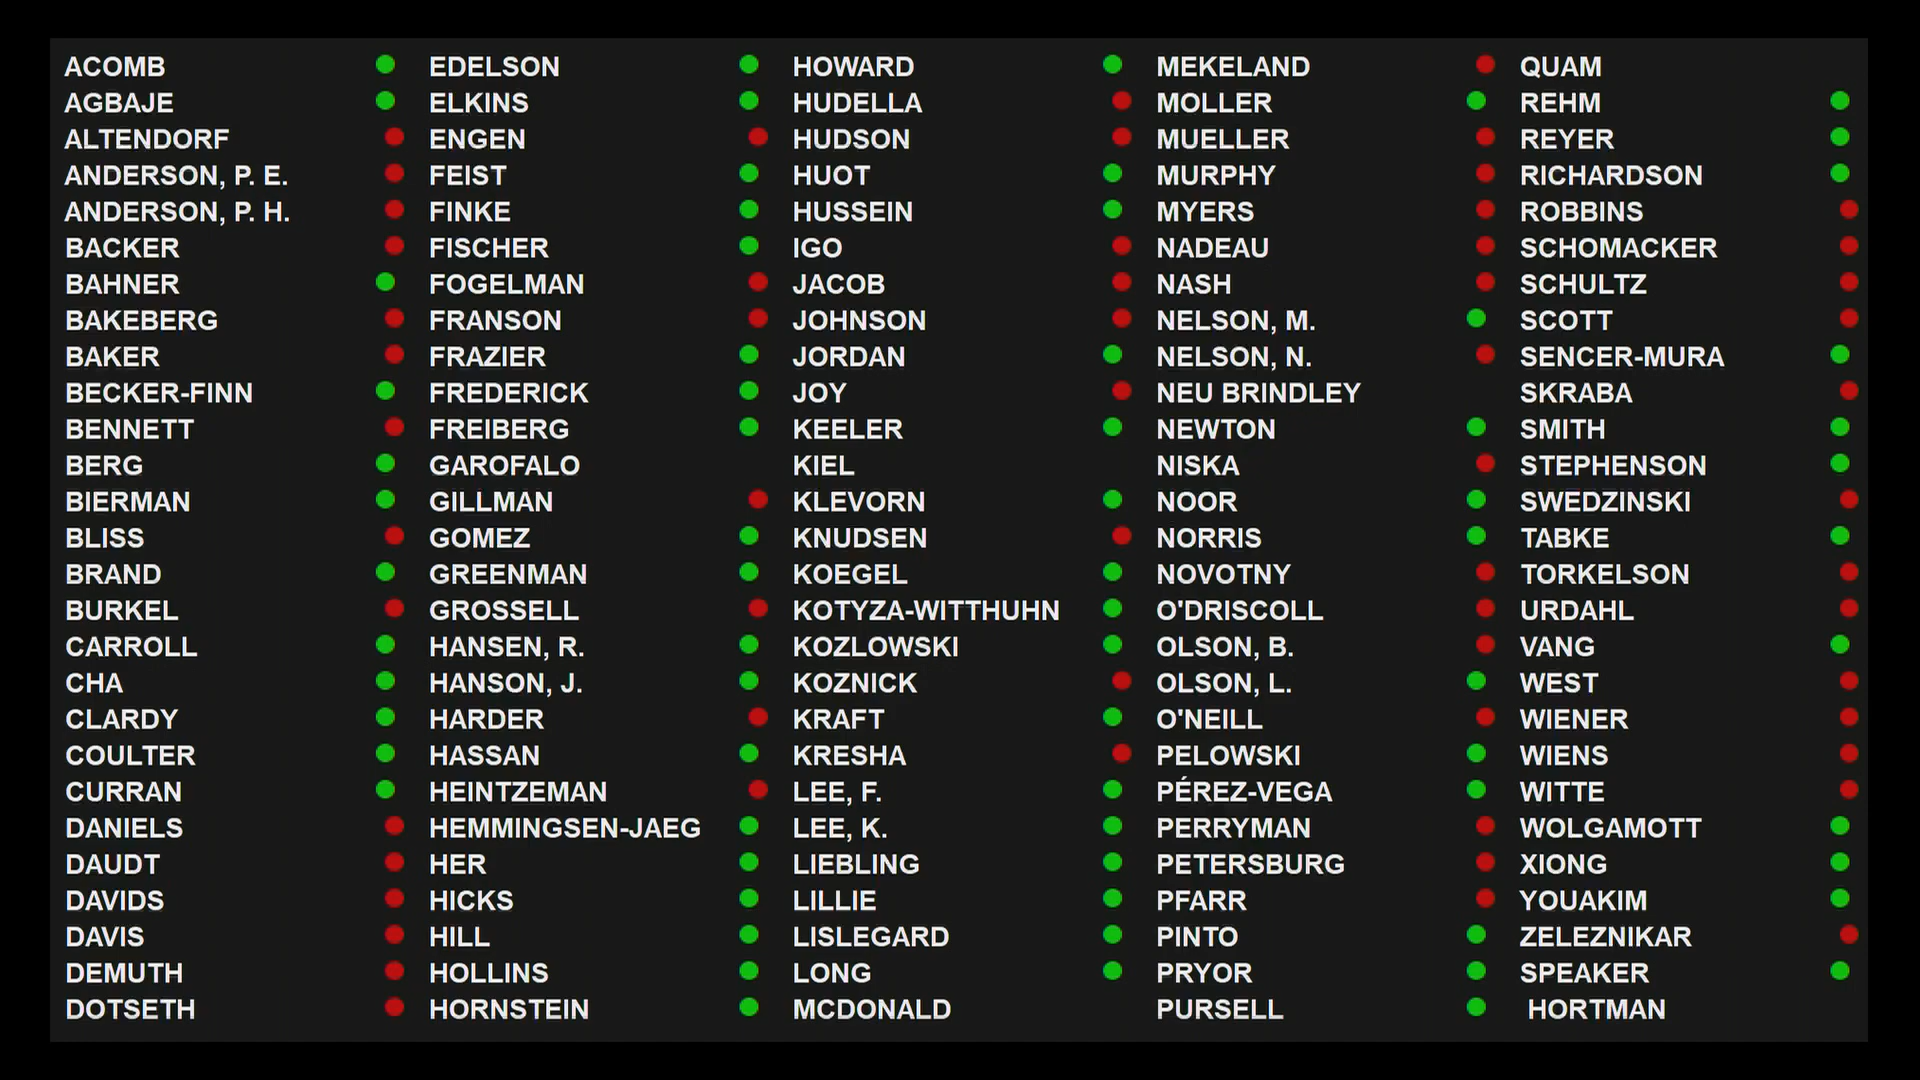 ACOMB
AGBAJE
ALTENDORF
ANDERSON, P. E.
ANDERSON, P. H.
BACKER
BAHNER
BAKEBERG
BAKER
BECKER-FINN
BENNETT
BERG
BIERMAN
BLISS
BRAND
BURKEL
CARROLL
CHA
CLARDY
COULTER
CURRAN
DANIELS
DAUDT
DAVIDS
DAVIS
DEMUTH
DOTSETH
EDELSON
ELKINS
ENGEN
FEIST
FINKE
FISCHER
FOGELMAN
FRANSON
FRAZIER
FREDERICK
FREIBERG
GAROFALO
GILLMAN
GOMEZ
GREENMAN
GROSSELL
HANSEN, R.
HANSON, J.
HARDER
HASSAN
HEINTZEMAN
HEMMINGSEN-JAEG
HER
HICKS
HILL
HOLLINS
HORNSTEIN
HOWARD
HUDELLA
HUDSON
HUOT
HUSSEIN
IGO
JACOB
JOHNSON
JORDAN
JOY
KEELER
KIEL
KLEVORN
KNUDSEN
KOEGEL
KOTYZA-WITTHUHN
KOZLOWSKI
KOZNICK
KRAFT
KRESHA
LEE, F.
LEE, K.
LIEBLING
LILLIE
LISLEGARD
LONG
MCDONALD
MEKELAND
MOLLER
MUELLER
MURPHY
MYERS
NADEAU
NASH
NELSON, M.
NELSON, N.
NEU BRINDLEY
NEWTON
NISKA
NOOR
NORRIS
NOVOTNY
O'DRISCOLL
OLSON, B.
OLSON, L.
O'NEILL
PELOWSKI
PÉREZ-VEGA
PERRYMAN
PETERSBURG
PFARR
PINTO
PRYOR
PURSELL
QUAM
REHM
REYER
RICHARDSON
ROBBINS
SCHOMACKER
SCHULTZ
SCOTT
SENCER-MURA
SKRABA
SMITH
STEPHENSON
SWEDZINSKI
TABKE
TORKELSON
URDAHL
VANG
WEST
WIENER
WIENS
WITTE
WOLGAMOTT
XIONG
YOUAKIM
ZELEZNIKAR
SPEAKER
HORTMAN